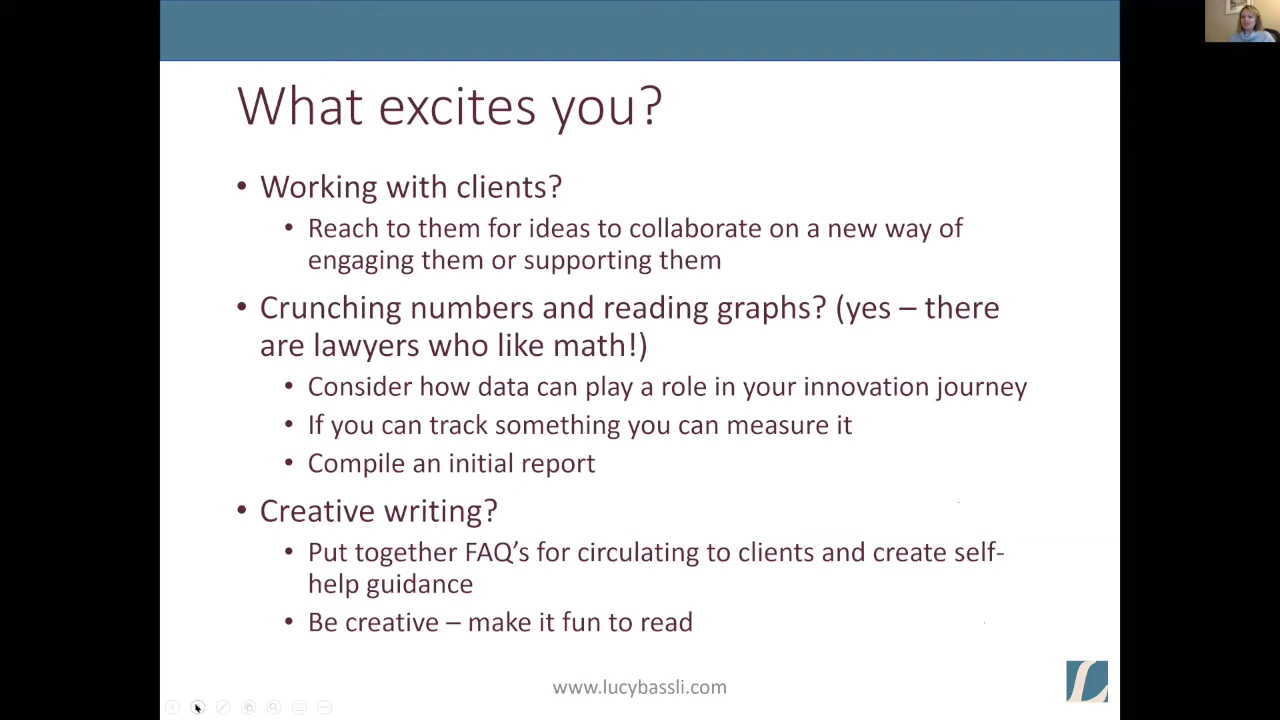 What excites you?
• Working with clients?
• Reach to them for ideas to collaborate on a new way of
engaging them or supporting them
• Crunching numbers and reading graphs? (yes – there
are lawyers who like math!)
• Consider how data can play a role in your innovation journey
• If you can track something you can measure it
• Compile an initial report
• Creative writing?
• Put together FAQ’s for circulating to clients and create self-
help guidance
• Be creative – make it fun to read
www.lucybassli.com